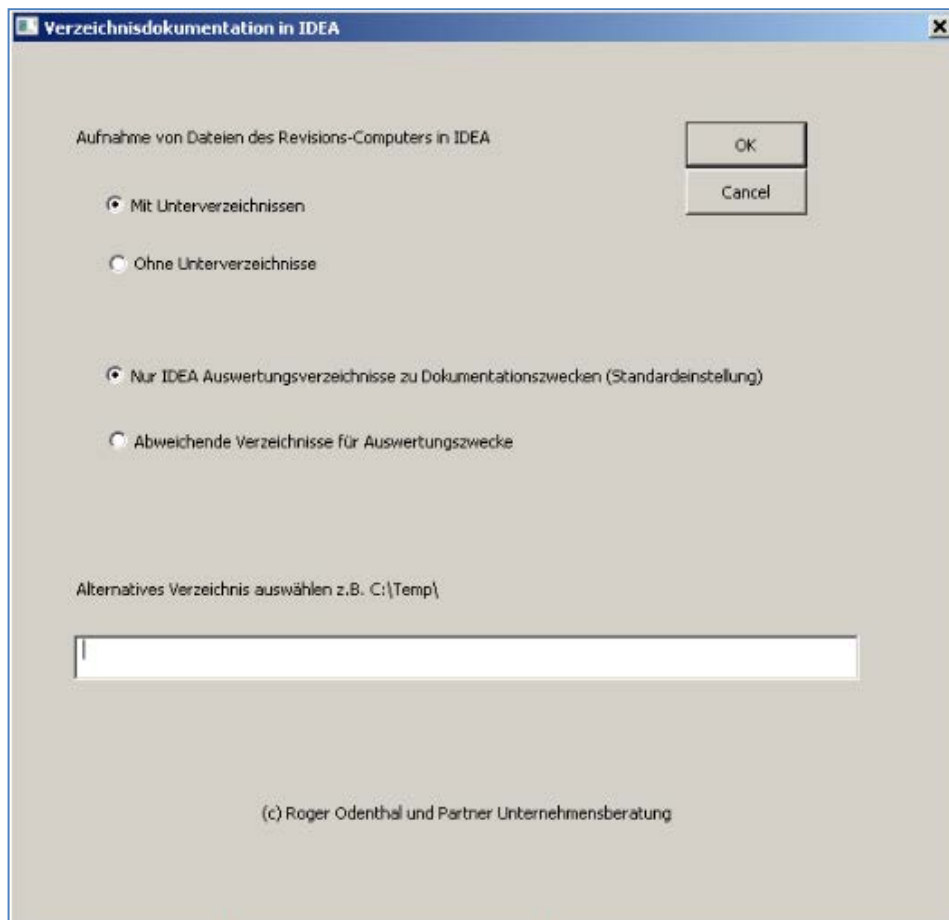 Verzeichnisdokumentation in IDEA
Aufnahme von Dateien des Revisions-Computers in IDEA
OK
Cancel
Mit Unterverzeichnissen
Ohne Unterverzeichnisse
Nur IDEA Auswertungsverzeichnisse zu Dokumentationszwecken (Standardeinstellung)
Abweichende Verzeichnisse für Auswertungszwecke
Alternatives Verzeichnis auswählen z.B. C:\Temp\
(c) Roger Odenthal und Partner Unternehmensberatung